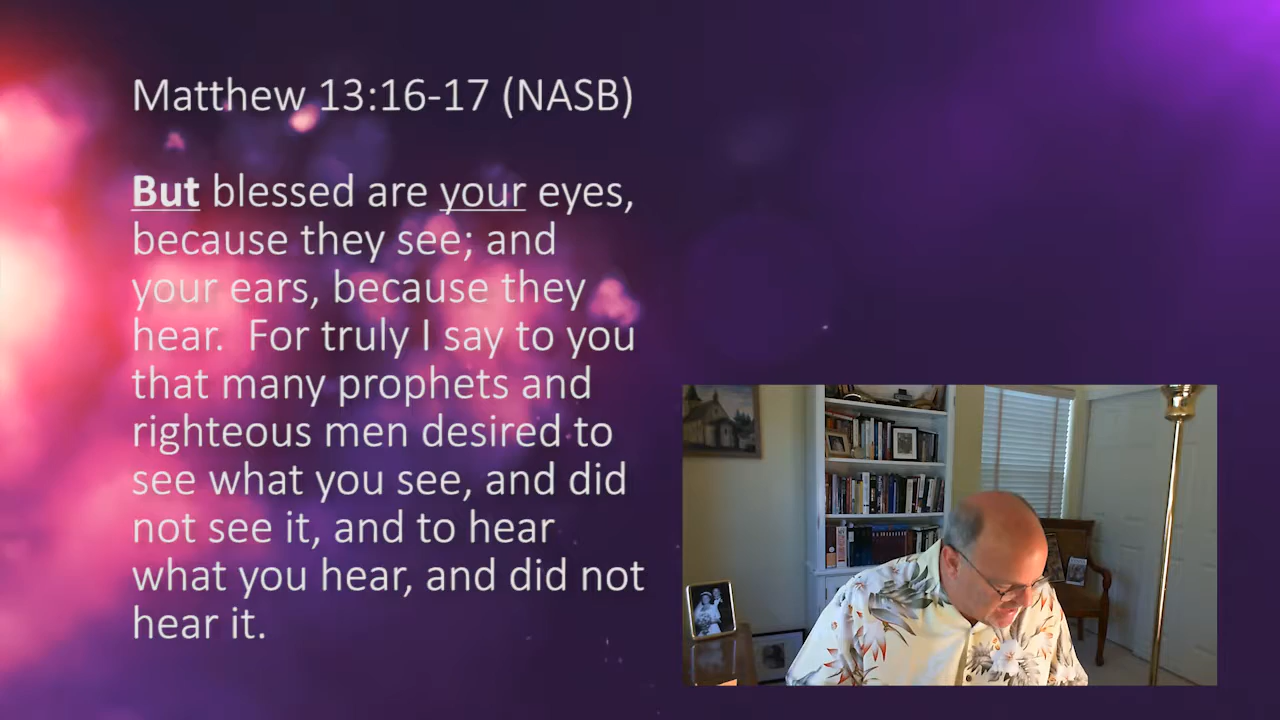 Matthew 13:16-17 (NASB)
But blessed are your eyes,
because they see; and
your ears, because they
hear.  For truly I say to you
that many prophets and
righteous men desired to
see what you see, and did
not see it, and to hear
what you hear, and did not
hear it.